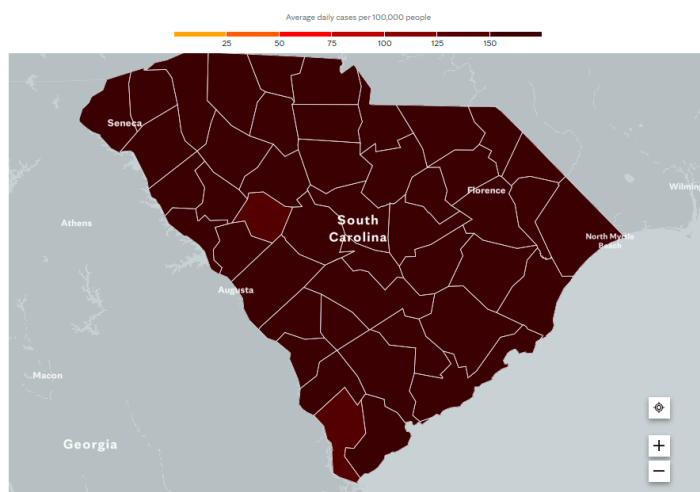 Average daily cases per 100,000 people
25 50 75 100 125 150
Seneca
Florence
Wilming
Athens
South
Carolina
North Myrtle
Beach
Augusta
Macon
Georgia
+
−